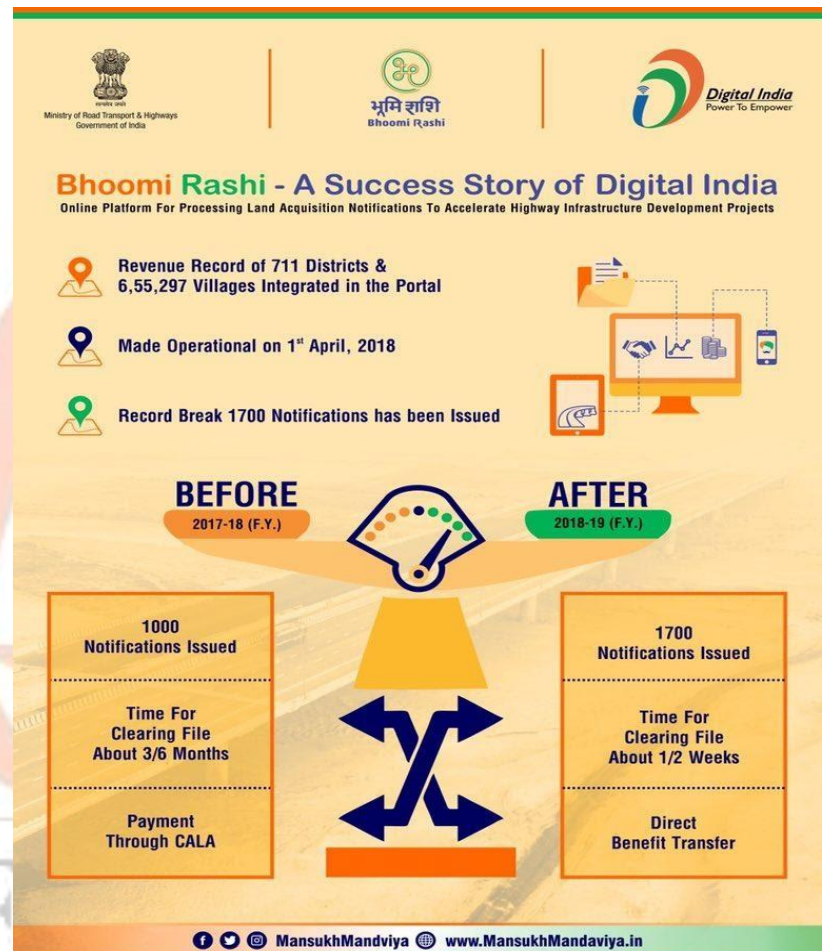 सत्यमेव जयते
Ministry of Road Transport & Highways
Government of India
भूमि राशि
Bhoomi Rashi
Digital India
Power To Empower
Bhoomi Rashi - A Success Story of Digital India
Online Platform For Processing Land Acquisition Notifications To Accelerate Highway Infrastructure Development Projects
Revenue Record of 711 Districts &
6,55,297 Villages Integrated in the Portal
Made Operational on 1st April, 2018
Record Break 1700 Notifications has been Issued
BEFORE
2017-18 (F.Y.)
AFTER
2018-19 (F.Y.)
1000
Notifications Issued
Time For
Clearing File
About 3/6 Months
Payment
Through CALA
1700
Notifications Issued
Time For
Clearing File
About 1/2 Weeks
Direct
Benefit Transfer
MansukhMandviya www.MansukhMandaviya.in